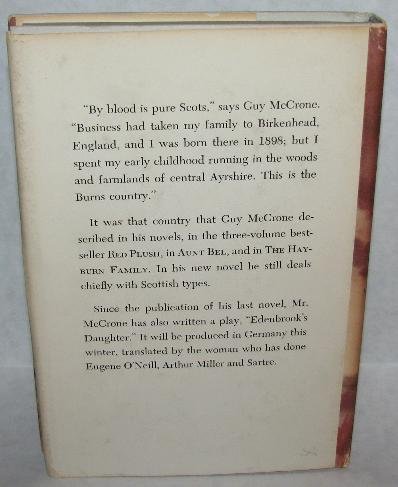 "By blood is pure Scots," says Guy McCrone.
"Business had taken my family to Birkenhead,
England, and I was born there in 1898; but I
spent my early childhood running in the woods
and farmlands of central Ayrshire. This is the
Burns country."
It was that country that Guy McCrone de-
scribed in his novels, in the three-volume best-
seller RED PLUSH, in AUNT BEL, and in THE HAY-
BURN FAMILY. In his new novel he still deals
chiefly with Scottish types.
Since the publication of his last novel, Mr.
McCrone has also written a play, "Edenbrook's
Daughter." It will be produced in Germany this
winter, translated by the woman who has done
Eugene O'Neill, Arthur Miller and Sartre.